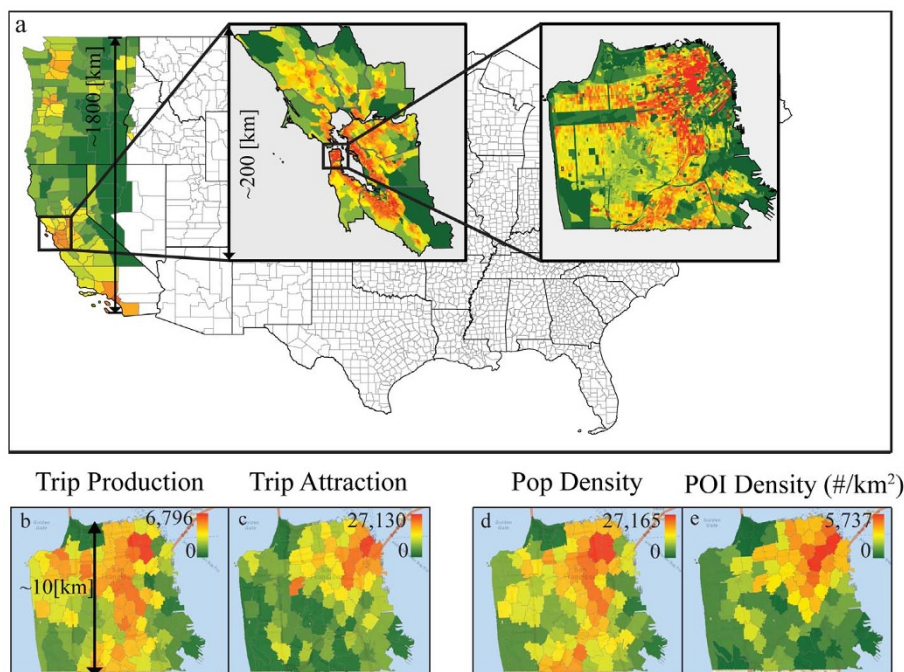 a
~1800 [km]
~200 [km]
Trip Production
Trip Attraction
Pop Density
POI Density (#/km²)
b
6,796
0
~10[km]
c
27,130
0
d
27,165
0
e
5,737
0